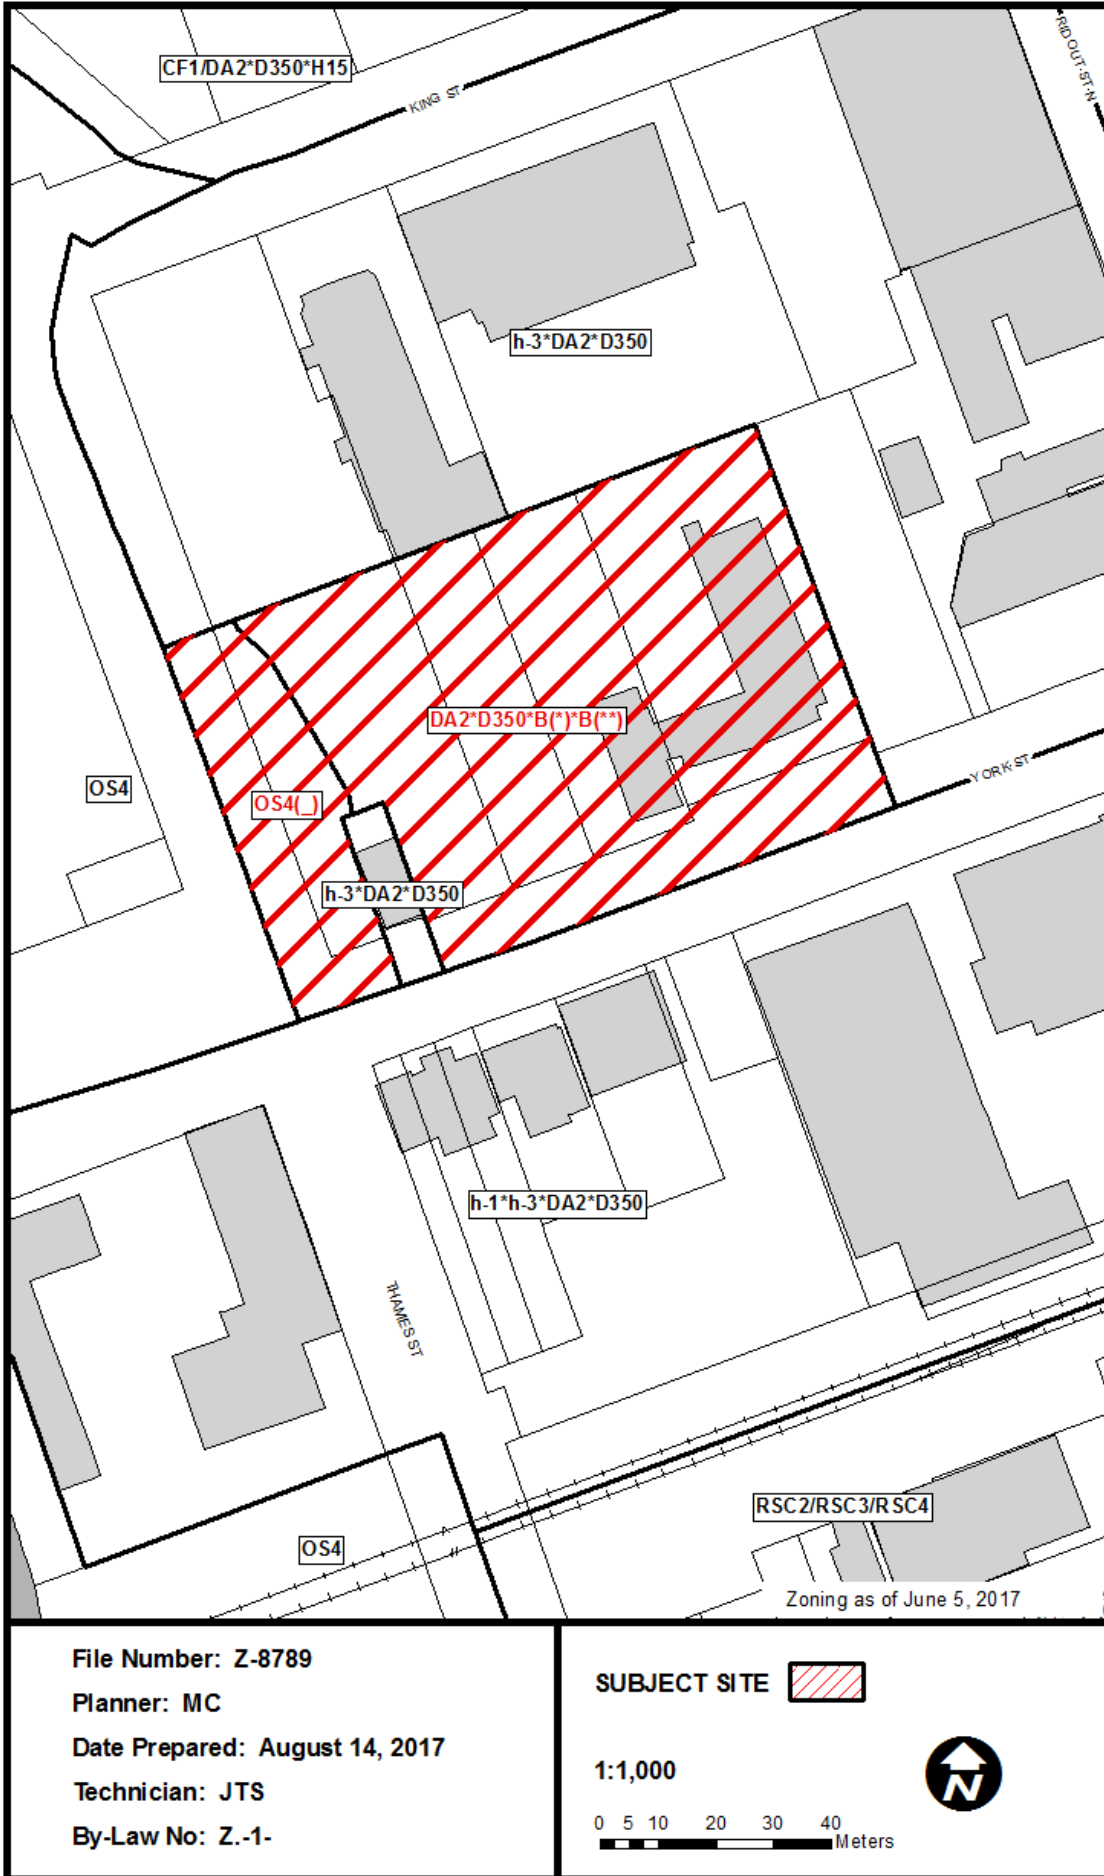 RIDOUT-ST-N
CF1/DA2*D350*H15
KING ST
h-3*DA2*D350
DA2*D350*B(*)*B(**)
YORK-ST
OS4
OS4(_)
h-3*DA2*D350
h-1*h-3*DA2*D350
THAMES ST
RSC2/RSC3/RSC4
OS4
Zoning as of June 5, 2017
File Number: Z-8789
Planner: MC
Date Prepared: August 14, 2017
Technician: JTS
By-Law No: Z.-1-
SUBJECT SITE
1:1,000
N
0 5 10 20 30 40
Meters